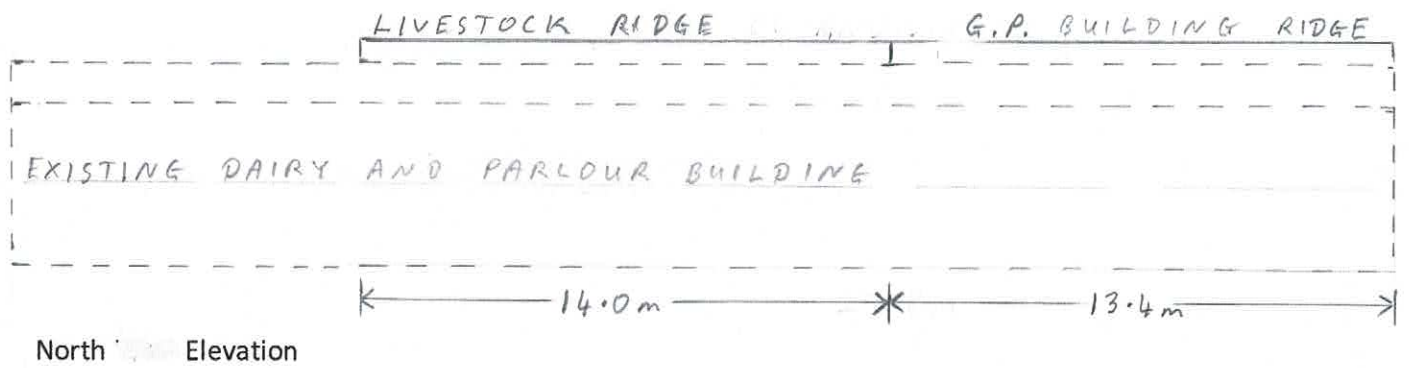 LIVESTOCK RIDGE G.P. BUILDING RIDGE
EXISTING DAIRY AND PARLOUR BUILDING
14.0m 13.4m
North Elevation